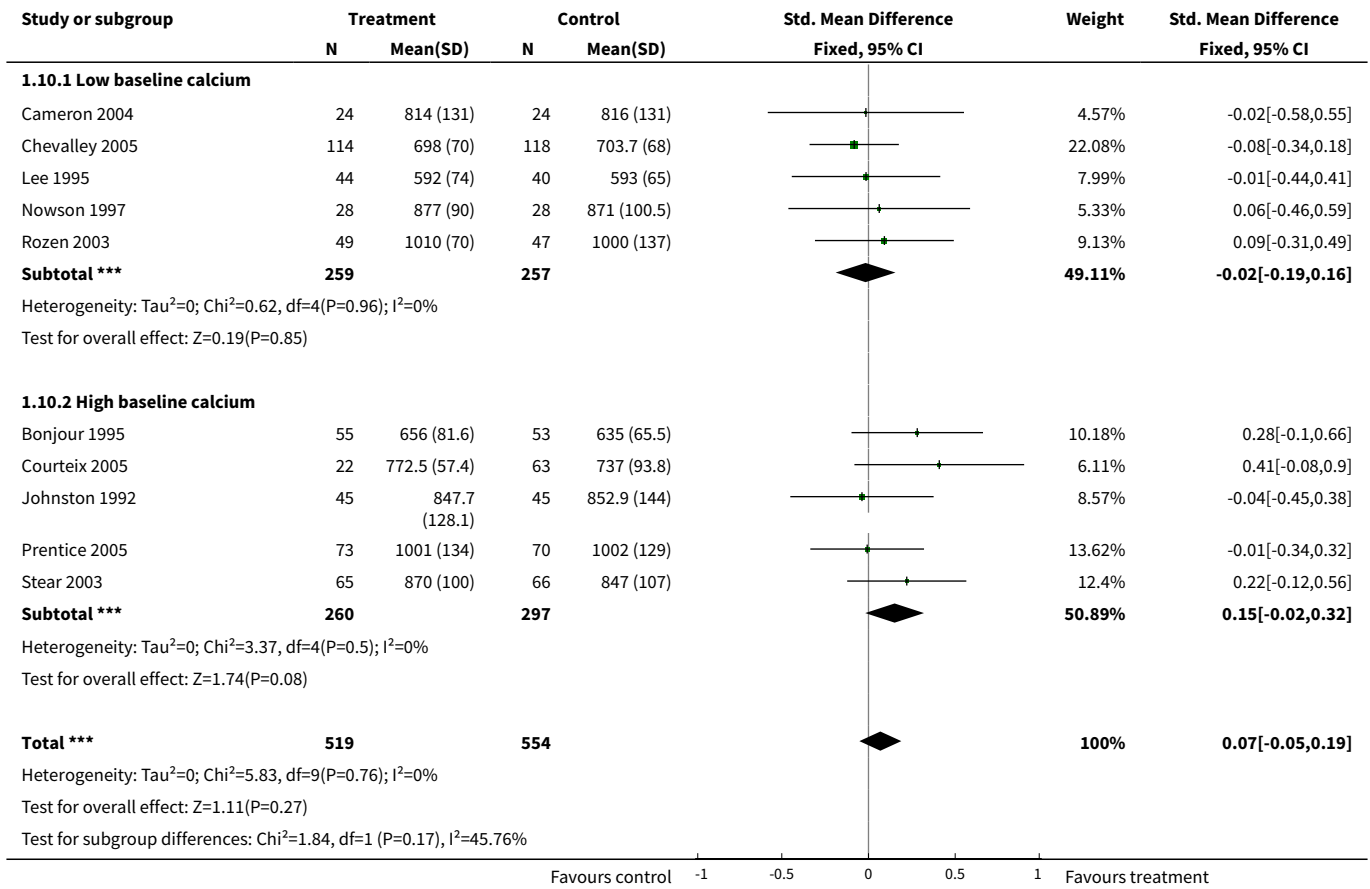 Study or subgroup Treatment Control Std. Mean Difference Weight Std. Mean Difference
N Mean(SD) N Mean(SD) Fixed, 95% CI Fixed, 95% CI
1.10.1 Low baseline calcium
Cameron 2004 24 814 (131) 24 816 (131) 4.57% -0.02[-0.58,0.55]
Chevalley 2005 114 698 (70) 118 703.7 (68) 22.08% -0.08[-0.34,0.18]
Lee 1995 44 592 (74) 40 593 (65) 7.99% -0.01[-0.44,0.41]
Nowson 1997 28 877 (90) 28 871 (100.5) 5.33% 0.06[-0.46,0.59]
Rozen 2003 49 1010 (70) 47 1000 (137) 9.13% 0.09[-0.31,0.49]
Subtotal *** 259 257 49.11% -0.02[-0.19,0.16]
Heterogeneity: Tau²=0; Chi²=0.62, df=4(P=0.96); I²=0%
Test for overall effect: Z=0.19(P=0.85)
1.10.2 High baseline calcium
Bonjour 1995 55 656 (81.6) 53 635 (65.5) 10.18% 0.28[-0.1,0.66]
Courteix 2005 22 772.5 (57.4) 63 737 (93.8) 6.11% 0.41[-0.08,0.9]
Johnston 1992 45 847.7 45 852.9 (144) 8.57% -0.04[-0.45,0.38]
(128.1)
Prentice 2005 73 1001 (134) 70 1002 (129) 13.62% -0.01[-0.34,0.32]
Stear 2003 65 870 (100) 66 847 (107) 12.4% 0.22[-0.12,0.56]
Subtotal *** 260 297 50.89% 0.15[-0.02,0.32]
Heterogeneity: Tau²=0; Chi²=3.37, df=4(P=0.5); I²=0%
Test for overall effect: Z=1.74(P=0.08)
Total *** 519 554 100% 0.07[-0.05,0.19]
Heterogeneity: Tau²=0; Chi²=5.83, df=9(P=0.76); I²=0%
Test for overall effect: Z=1.11(P=0.27)
Test for subgroup differences: Chi²=1.84, df=1 (P=0.17), I²=45.76%
Favours control -1 -0.5 0 0.5 1 Favours treatment